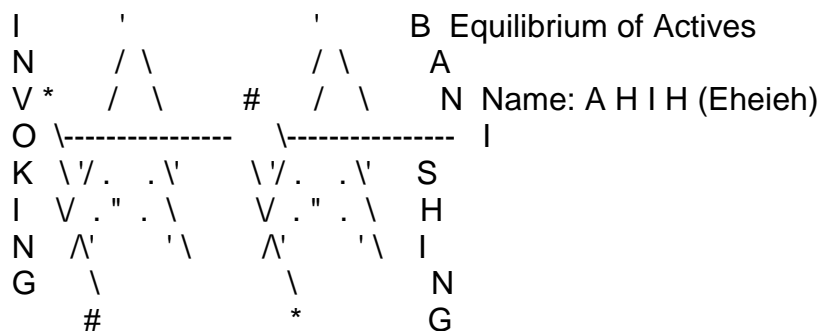 I ' ' B Equilibrium of Actives
N / \ / \ A
V * / \ # / \ N Name: A H I H (Eheieh)
O \---------------- \---------------- I
K \ '/ . . \' \ '/ . . \' S
I \/ . " . \ \/ . " . \ H
N /\' ' \ /\' ' \ I
G \ \ N
# * G